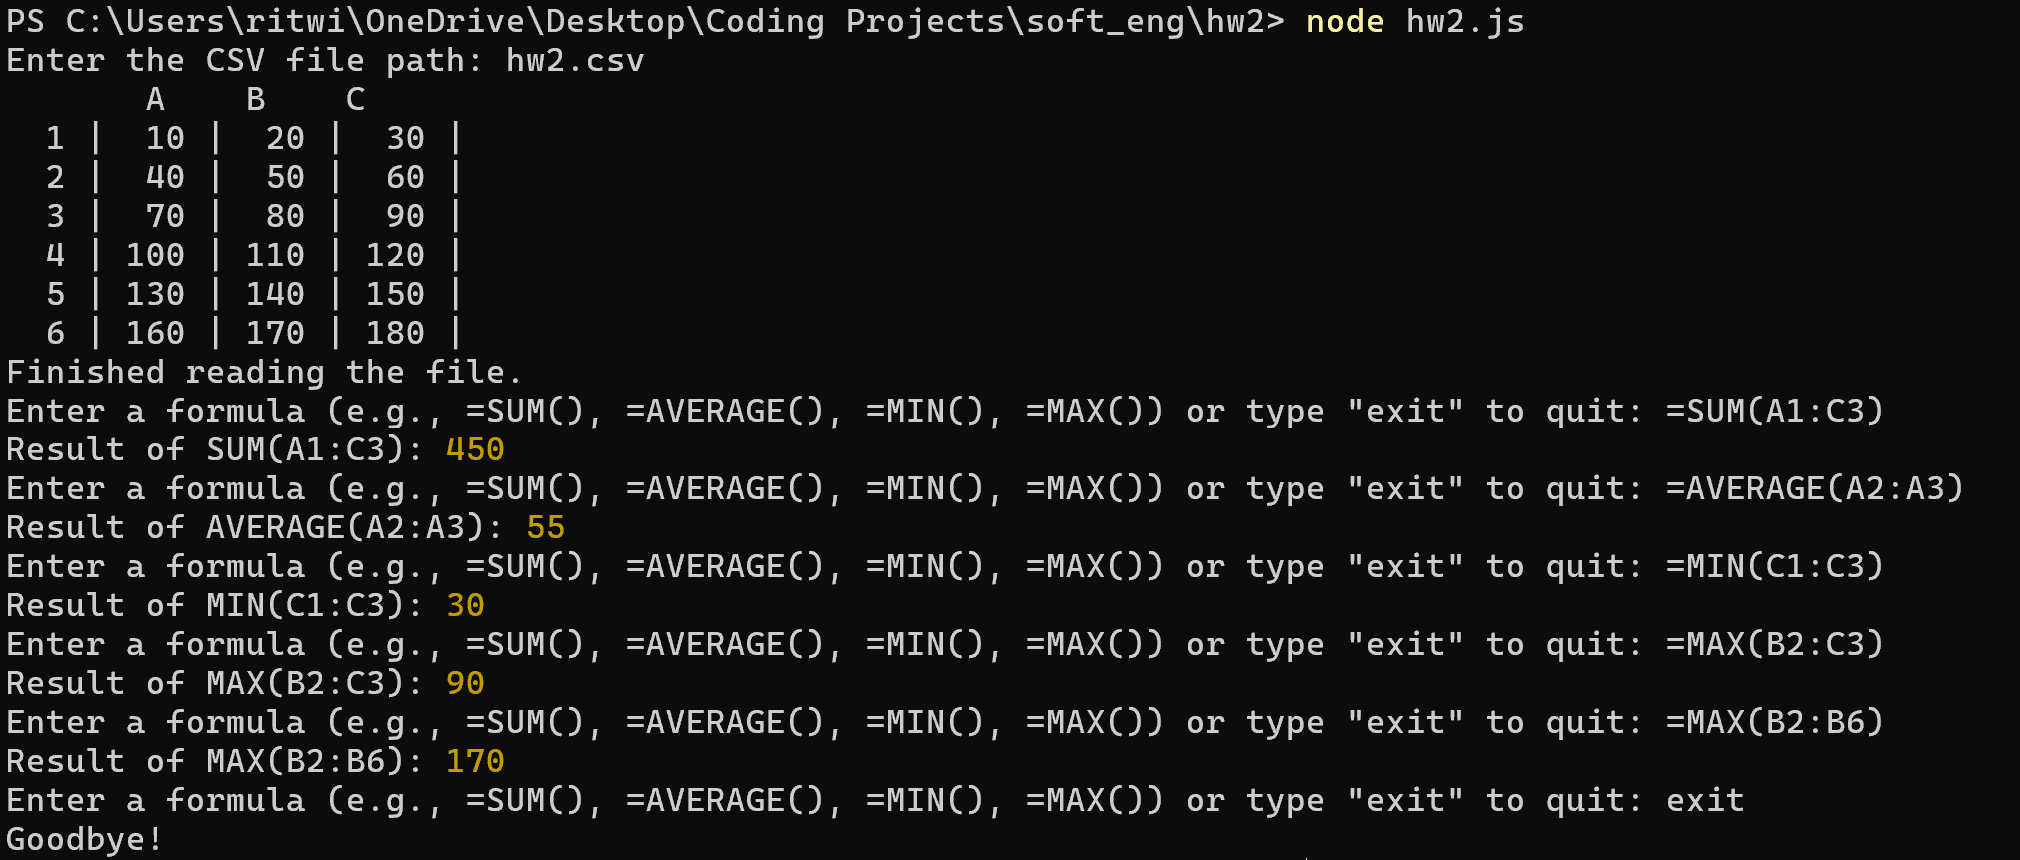 PS C:\Users\ritwi\OneDrive\Desktop\Coding Projects\soft_eng\hw2> node hw2.js
Enter the CSV file path: hw2.csv
       A    B    C
  1 |  10 |  20 |  30 |
  2 |  40 |  50 |  60 |
  3 |  70 |  80 |  90 |
  4 | 100 | 110 | 120 |
  5 | 130 | 140 | 150 |
  6 | 160 | 170 | 180 |
Finished reading the file.
Enter a formula (e.g., =SUM(), =AVERAGE(), =MIN(), =MAX()) or type "exit" to quit: =SUM(A1:C3)
Result of SUM(A1:C3): 450
Enter a formula (e.g., =SUM(), =AVERAGE(), =MIN(), =MAX()) or type "exit" to quit: =AVERAGE(A2:A3)
Result of AVERAGE(A2:A3): 55
Enter a formula (e.g., =SUM(), =AVERAGE(), =MIN(), =MAX()) or type "exit" to quit: =MIN(C1:C3)
Result of MIN(C1:C3): 30
Enter a formula (e.g., =SUM(), =AVERAGE(), =MIN(), =MAX()) or type "exit" to quit: =MAX(B2:C3)
Result of MAX(B2:C3): 90
Enter a formula (e.g., =SUM(), =AVERAGE(), =MIN(), =MAX()) or type "exit" to quit: =MAX(B2:B6)
Result of MAX(B2:B6): 170
Enter a formula (e.g., =SUM(), =AVERAGE(), =MIN(), =MAX()) or type "exit" to quit: exit
Goodbye!